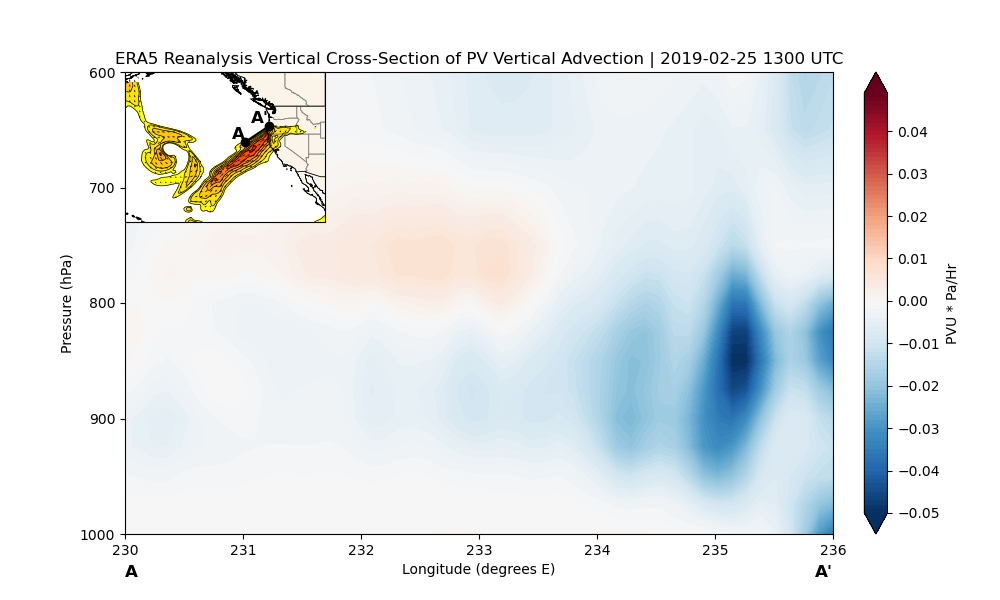 ERA5 Reanalysis Vertical Cross-Section of PV Vertical Advection | 2019-02-25 1300 UTC
A
A'
Pressure (hPa)
600
700
800
900
1000
230
231
232
233
234
235
236
Longitude (degrees E)
A
A'
0.04
0.03
0.02
0.01
0.00
−0.01
−0.02
−0.03
−0.04
−0.05
PVU * Pa/Hr